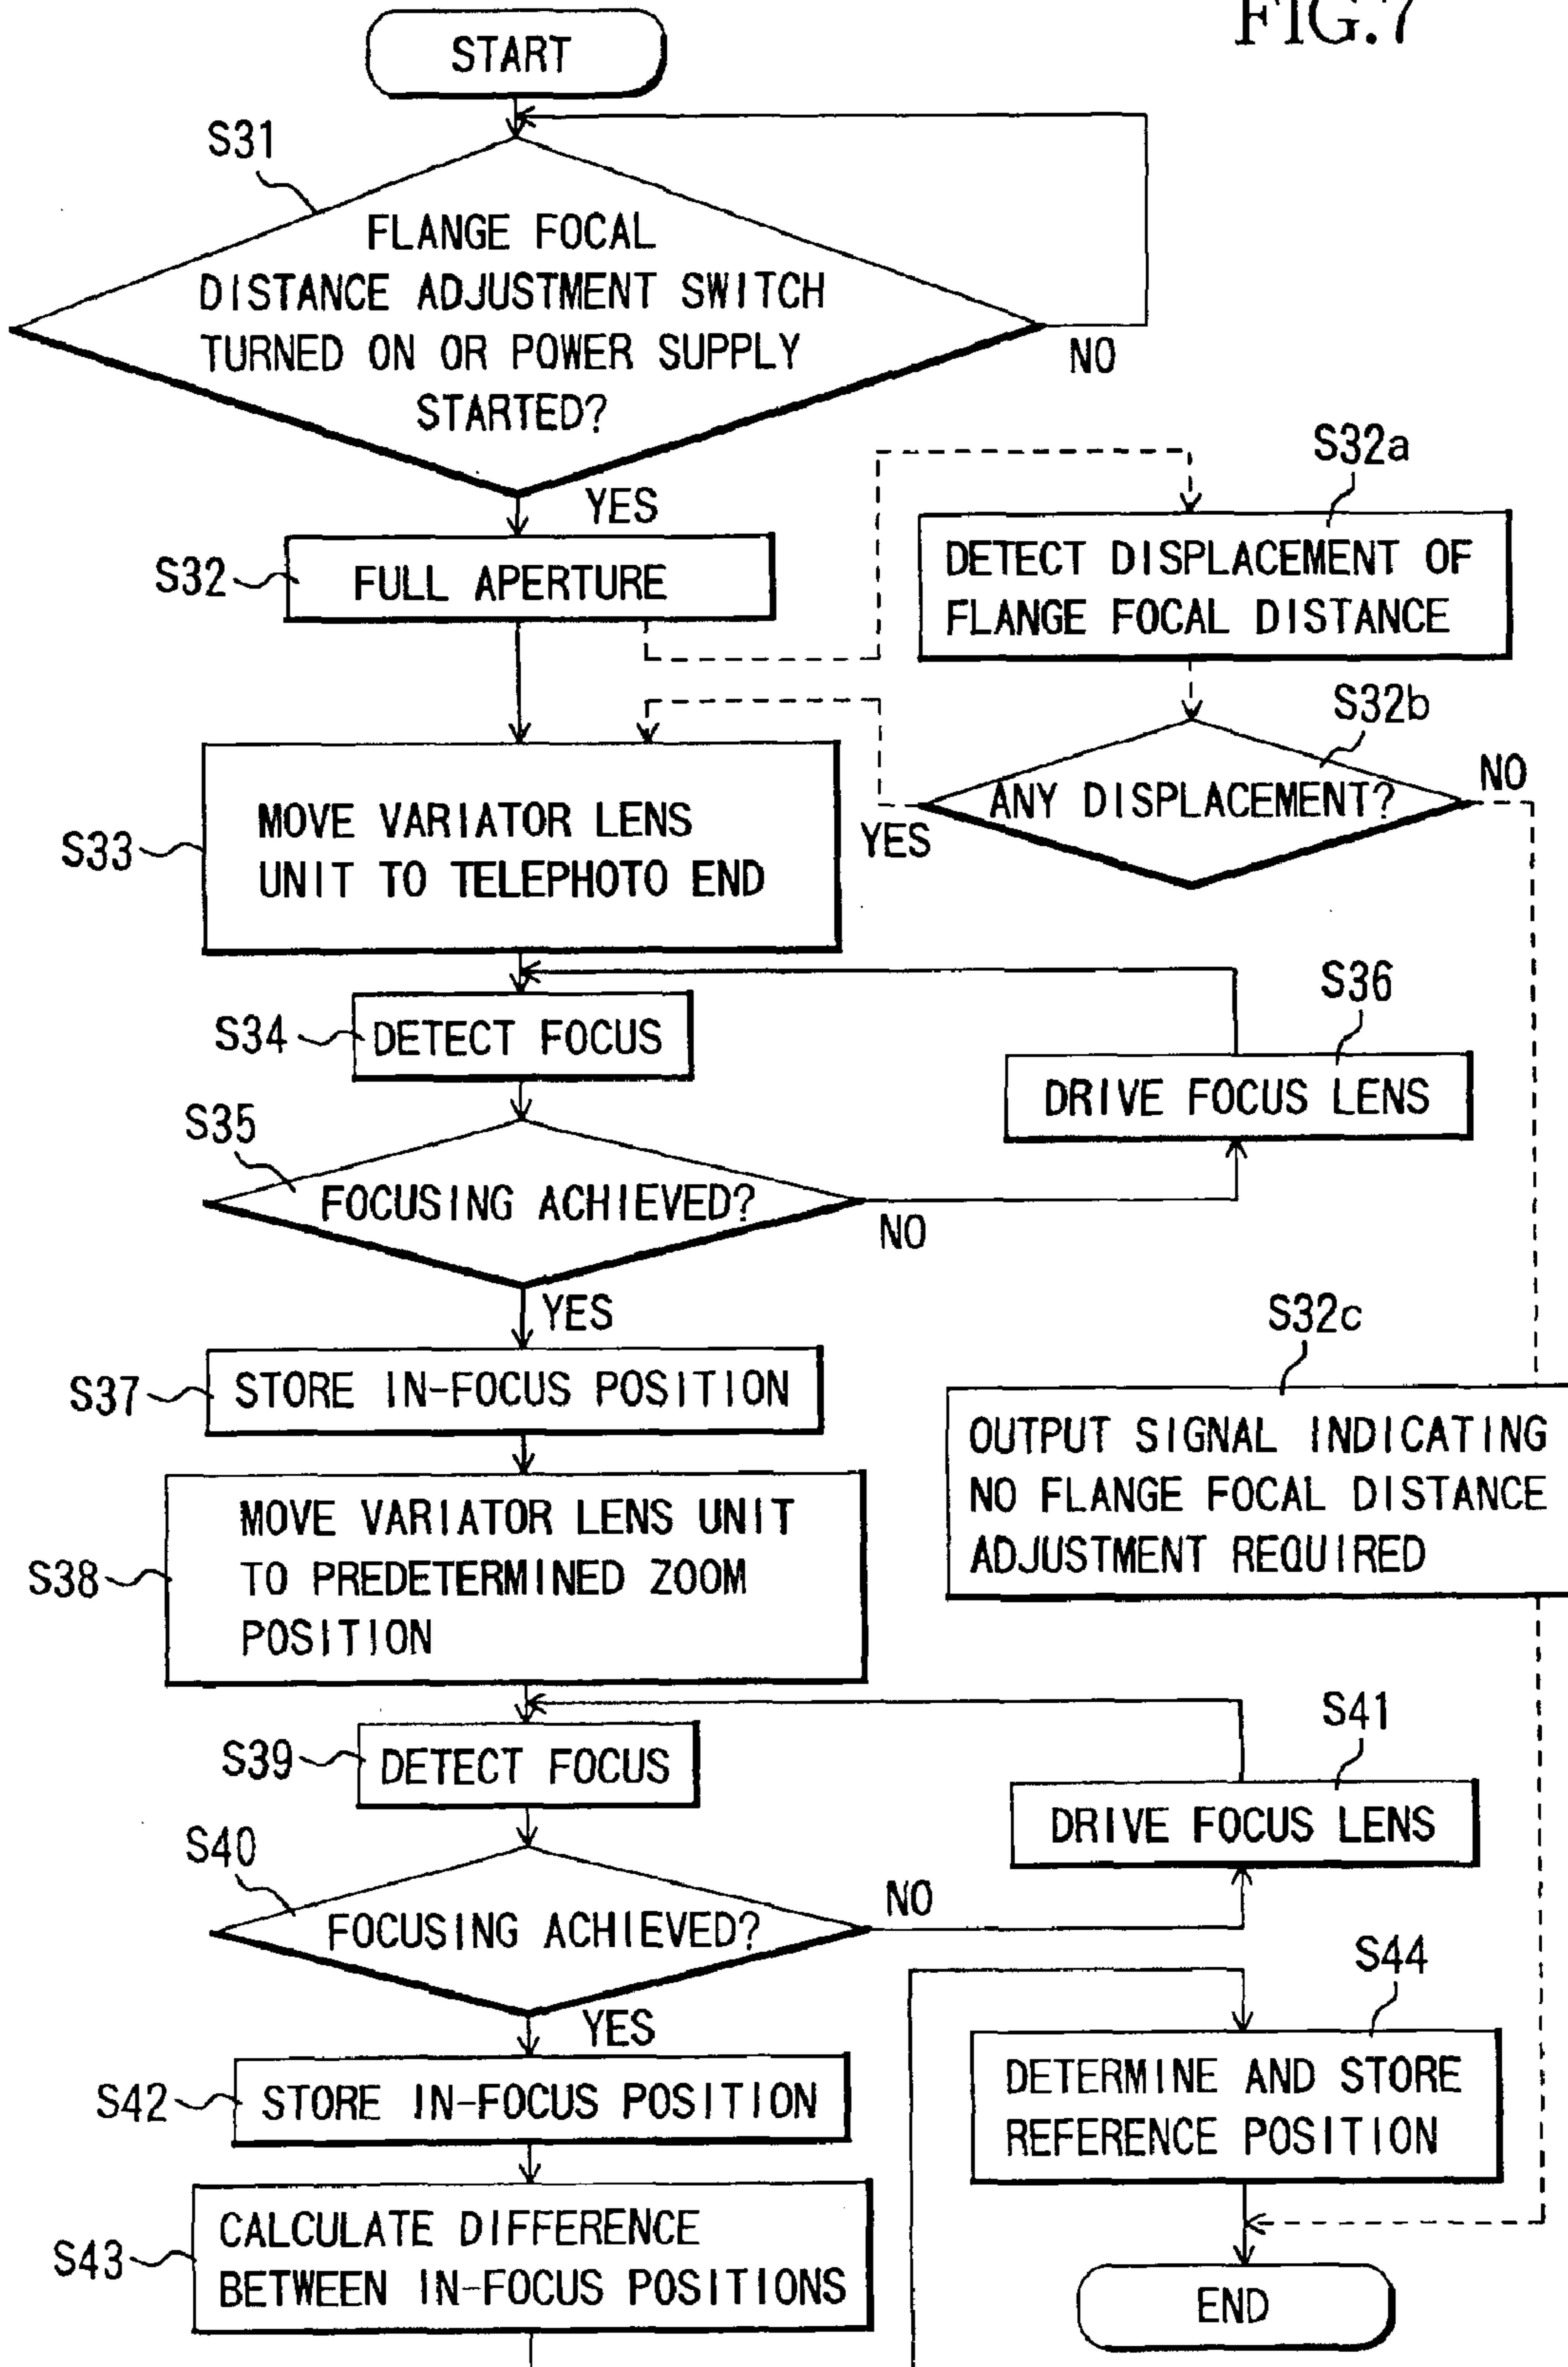 FIG.7
START
S31
FLANGE FOCAL
DISTANCE ADJUSTMENT SWITCH
TURNED ON OR POWER SUPPLY
STARTED?
NO
YES
S32
FULL APERTURE
S32a
DETECT DISPLACEMENT OF
FLANGE FOCAL DISTANCE
S32b
ANY DISPLACEMENT?
NO
YES
S33
MOVE VARIATOR LENS
UNIT TO TELEPHOTO END
S34
DETECT FOCUS
S36
DRIVE FOCUS LENS
S35
FOCUSING ACHIEVED?
NO
YES
S37
STORE IN-FOCUS POSITION
S32c
OUTPUT SIGNAL INDICATING
NO FLANGE FOCAL DISTANCE
ADJUSTMENT REQUIRED
S38
MOVE VARIATOR LENS UNIT
TO PREDETERMINED ZOOM
POSITION
S39
DETECT FOCUS
S41
DRIVE FOCUS LENS
S40
FOCUSING ACHIEVED?
NO
YES
S42
STORE IN-FOCUS POSITION
S43
CALCULATE DIFFERENCE
BETWEEN IN-FOCUS POSITIONS
S44
DETERMINE AND STORE
REFERENCE POSITION
END